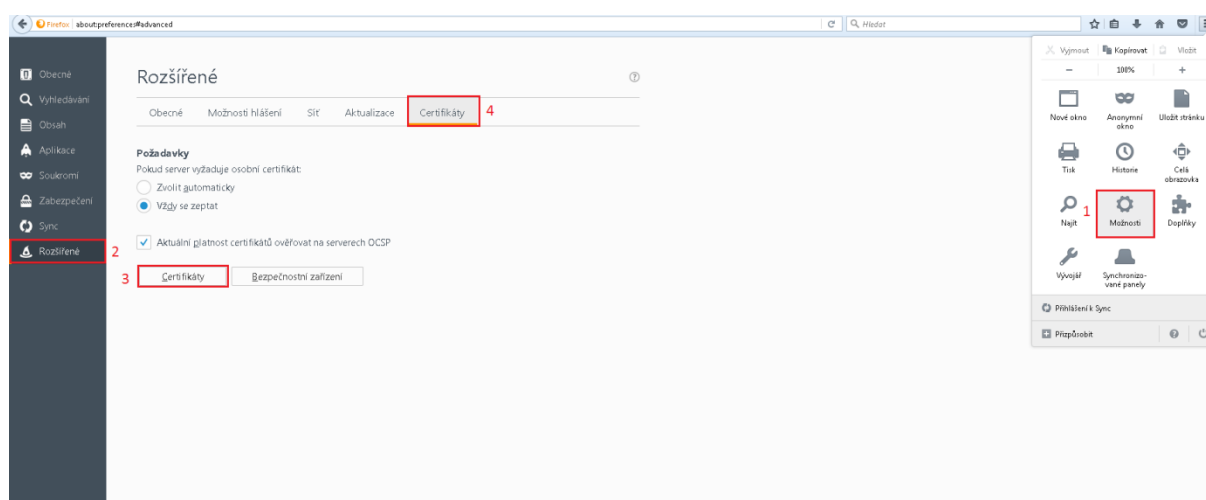 Firefox about:preferences#advanced
Hledat
Obecné
Vyhledávání
Obsah
Aplikace
Soukromí
Zabezpečení
Sync
Rozšířené
2
Rozšířené
Obecné Možnosti hlášení Síť Aktualizace Certifikáty 4
Požadavky
Pokud server vyžaduje osobní certifikát:
Zvolit automaticky
Vždy se zeptat
Aktuální platnost certifikátů ověřovat na serverech OCSP
3 Certifikáty Bezpečnostní zařízení
Vyjmout Kopírovat Vložit
− 100% +
Nové okno Anonymní okno Uložit stránku
Tisk Historie Celá obrazovka
Najít 1 Možnosti Doplňky
Vývojář Synchronizo-
vané panely
Přihlášení k Sync
Přizpůsobit